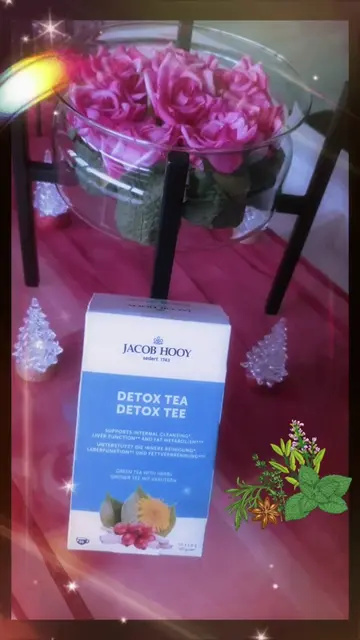 JACOB HOOY
sedert 1743
DETOX TEA
DETOX TEE
SUPPORTS INTERNAL CLEANSING*
LIVER FUNCTION** AND FAT METABOLISM***
UNTERSTÜTZT DIE INNERE REINIGUNG*
LEBERFUNKTION** UND FETTVERBRENNUNG***
GREEN TEA WITH HERBS
GRÜNER TEE MIT KRÄUTERN